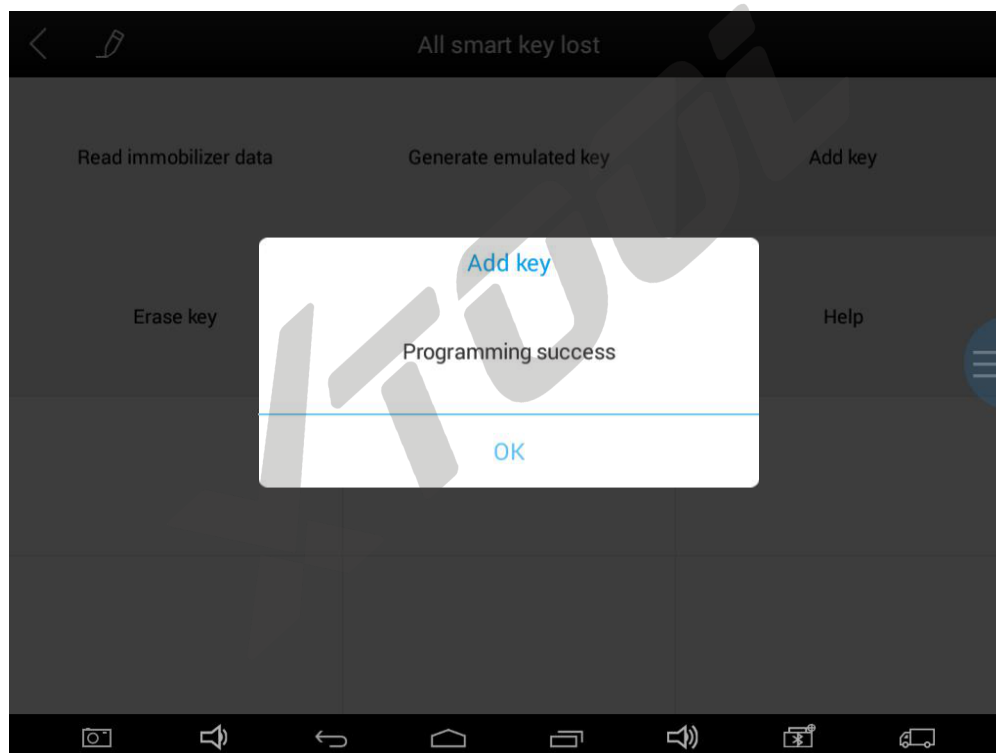 All smart key lost
Read immobilizer data
Generate emulated key
Add key
Add key
Programming success
Erase key
Help
OK
XTOOL